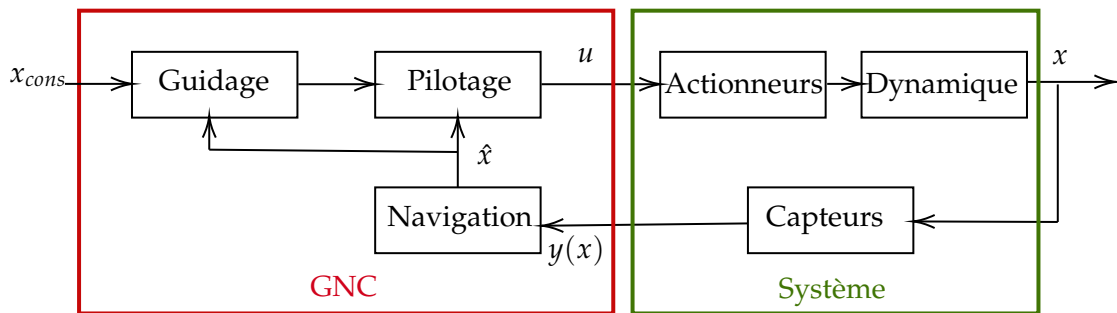 x_cons
Guidage
Pilotage
u
Actionneurs
Dynamique
x
x̂
Navigation
y(x)
Capteurs
GNC
Système